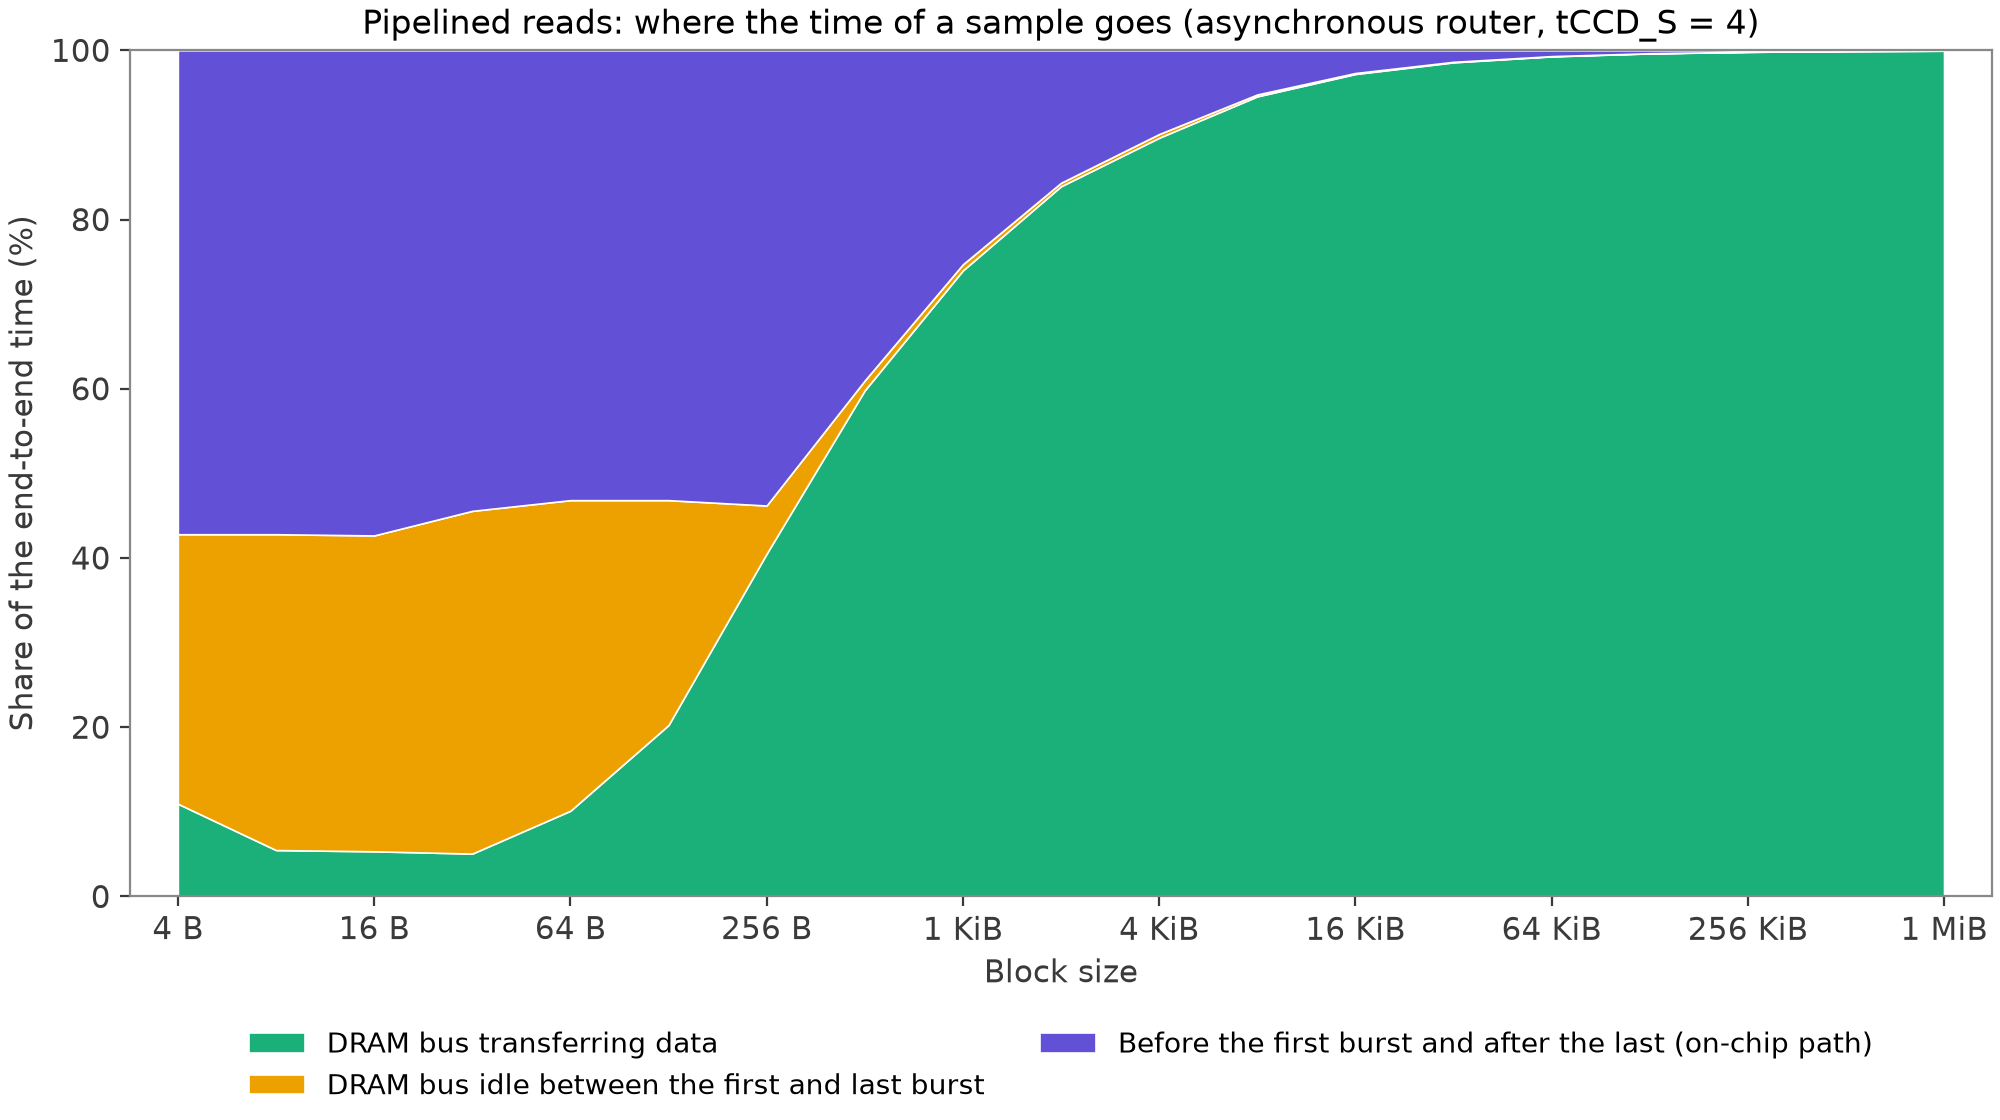 Pipelined reads: where the time of a sample goes (asynchronous router, tCCD_S = 4)
Share of the end-to-end time (%)
100
80
60
40
20
0
4 B 16 B 64 B 256 B 1 KiB 4 KiB 16 KiB 64 KiB 256 KiB 1 MiB
Block size
DRAM bus transferring data
DRAM bus idle between the first and last burst
Before the first burst and after the last (on-chip path)